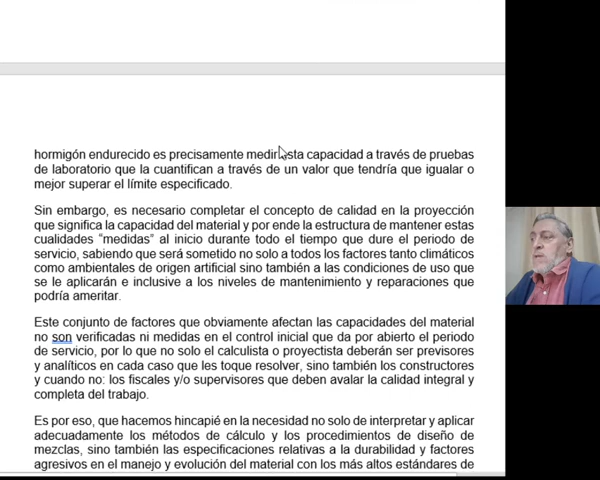 hormigón endurecido es precisamente medir esta capacidad a través de pruebas
de laboratorio que la cuantifican a través de un valor que tendría que igualar o
mejor superar el límite especificado.
Sin embargo, es necesario completar el concepto de calidad en la proyección
que significa la capacidad del material y por ende la estructura de mantener estas
cualidades “medidas” al inicio durante todo el tiempo que dure el periodo de
servicio, sabiendo que será sometido no solo a todos los factores tanto climáticos
como ambientales de origen artificial sino también a las condiciones de uso que
se le aplicarán e inclusive a los niveles de mantenimiento y reparaciones que
podría ameritar.
Este conjunto de factores que obviamente afectan las capacidades del material
no son verificadas ni medidas en el control inicial que da por abierto el periodo
de servicio, por lo que no solo el calculista o proyectista deberán ser previsores
y analíticos en cada caso que les toque resolver, sino también los constructores
y cuando no: los fiscales y/o supervisores que deben avalar la calidad integral y
completa del trabajo.
Es por eso, que hacemos hincapié en la necesidad no solo de interpretar y aplicar
adecuadamente los métodos de cálculo y los procedimientos de diseño de
mezclas, sino también las especificaciones relativas a la durabilidad y factores
agresivos en el manejo y evolución del material con los más altos estándares de